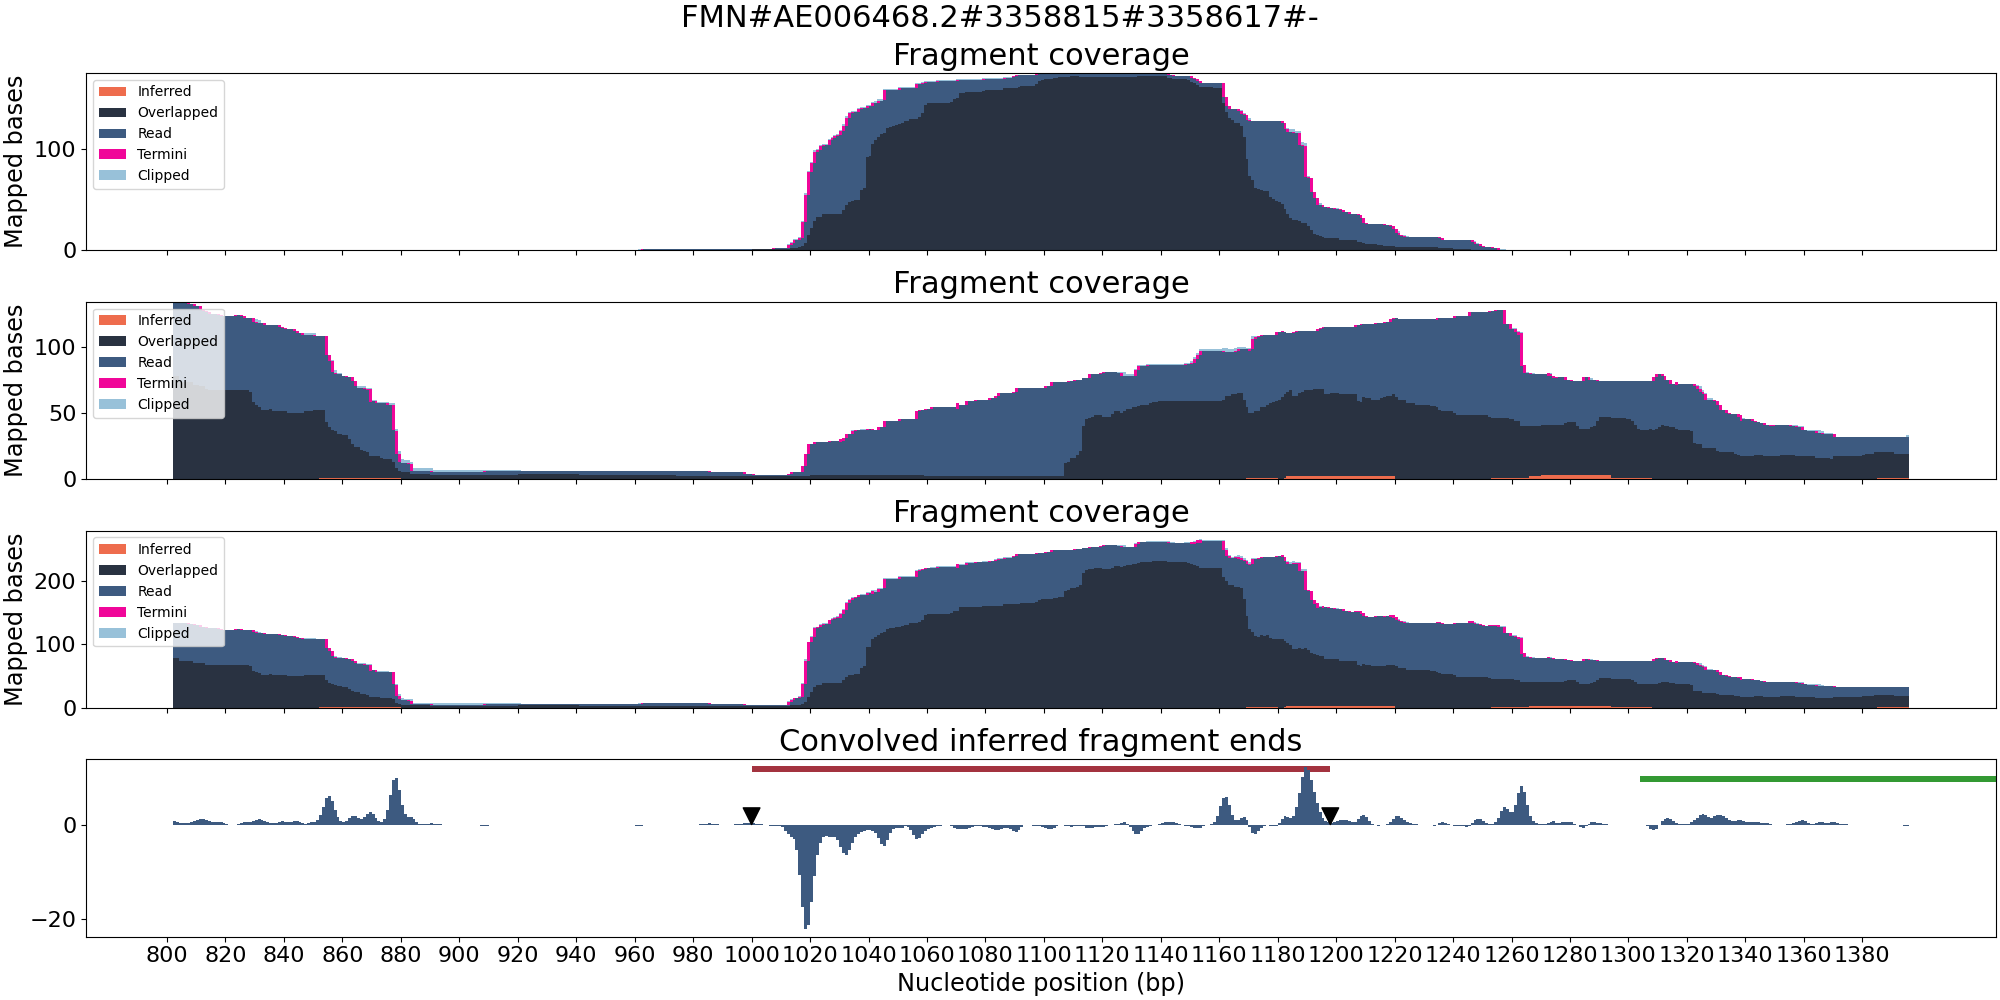 FMN#AE006468.2#3358815#3358617#-
Fragment coverage
Mapped bases
100
0
Inferred
Overlapped
Read
Termini
Clipped
Fragment coverage
Mapped bases
100
50
0
Inferred
Overlapped
Read
Termini
Clipped
Fragment coverage
Mapped bases
200
100
0
Inferred
Overlapped
Read
Termini
Clipped
Convolved inferred fragment ends
0
−20
800 820 840 860 880 900 920 940 960 980 1000 1020 1040 1060 1080 1100 1120 1140 1160 1180 1200 1220 1240 1260 1280 1300 1320 1340 1360 1380
Nucleotide position (bp)